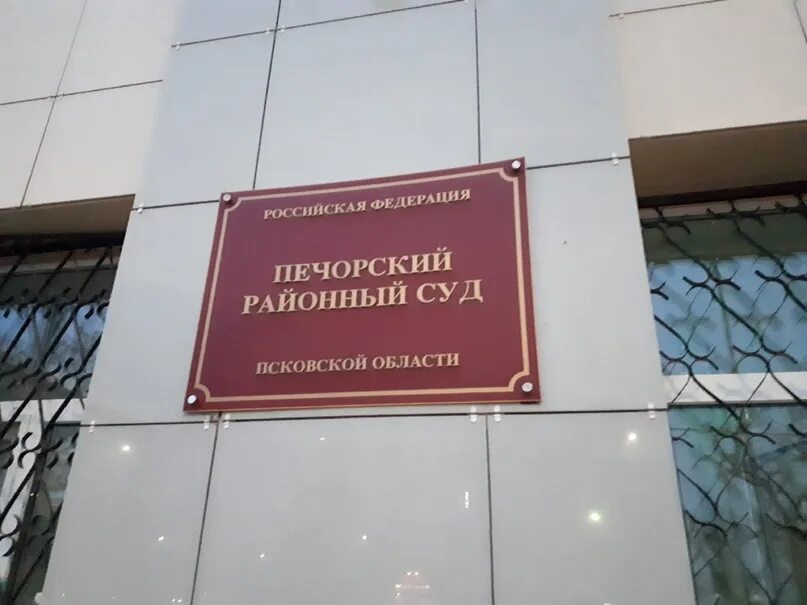 РОССИЙСКАЯ ФЕДЕРАЦИЯ
ПЕЧОРСКИЙ
РАЙОННЫЙ СУД
ПСКОВСКОЙ ОБЛАСТИ